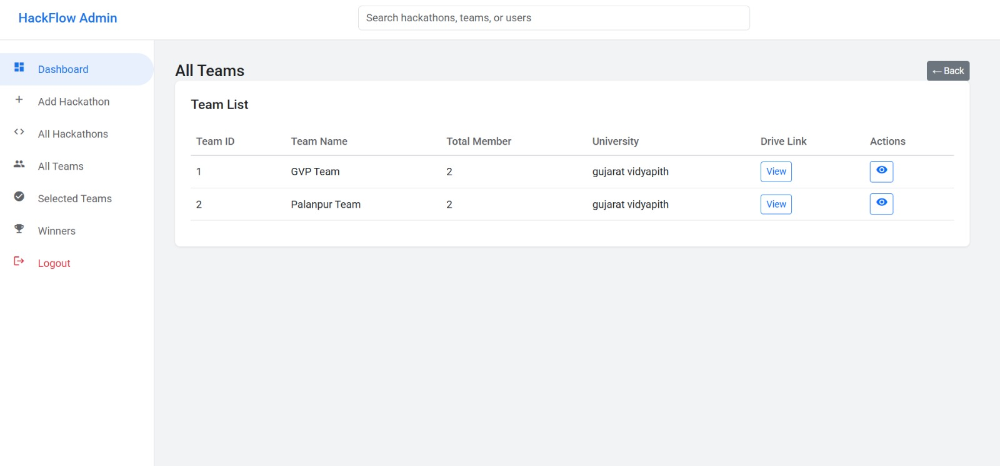 HackFlow Admin
Search hackathons, teams, or users
Dashboard
Add Hackathon
All Hackathons
All Teams
Selected Teams
Winners
Logout
All Teams
← Back
Team List
Team ID Team Name Total Member University Drive Link Actions
1 GVP Team 2 gujarat vidyapith View
2 Palanpur Team 2 gujarat vidyapith View